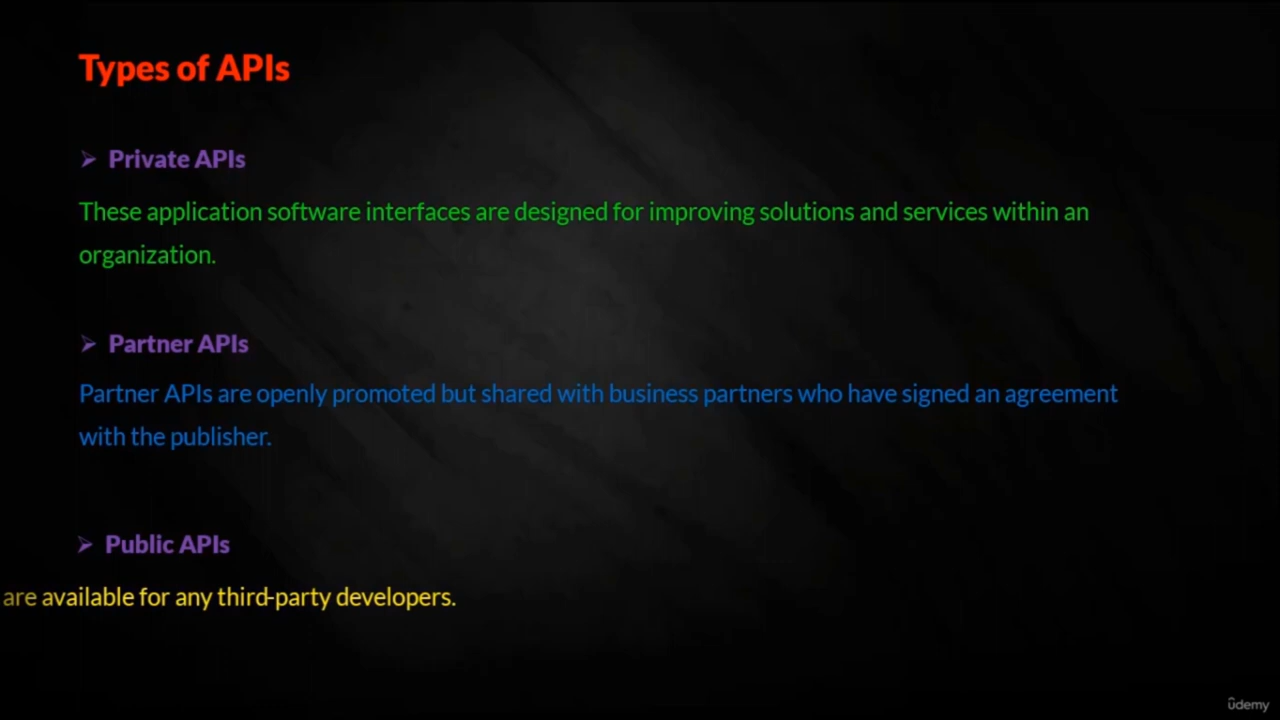 Types of APIs
➢ Private APIs
These application software interfaces are designed for improving solutions and services within an
organization.
➢ Partner APIs
Partner APIs are openly promoted but shared with business partners who have signed an agreement
with the publisher.
➢ Public APIs
are available for any third-party developers.
ûdemy